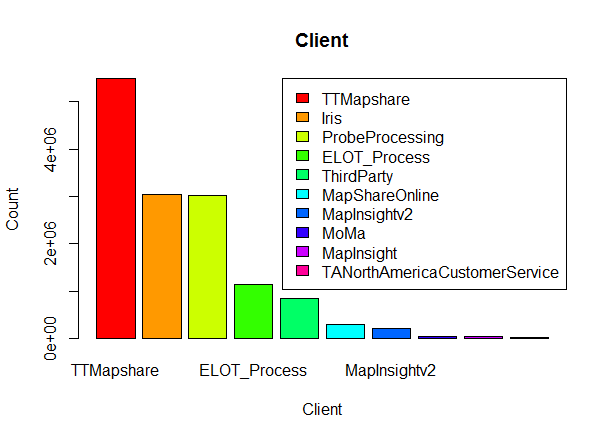 Client
TTMapshare
Iris
ProbeProcessing
ELOT_Process
ThirdParty
MapShareOnline
MapInsightv2
MoMa
MapInsight
TANorthAmericaCustomerService
Count
4e+06
2e+06
0e+00
TTMapshare ELOT_Process MapInsightv2
Client